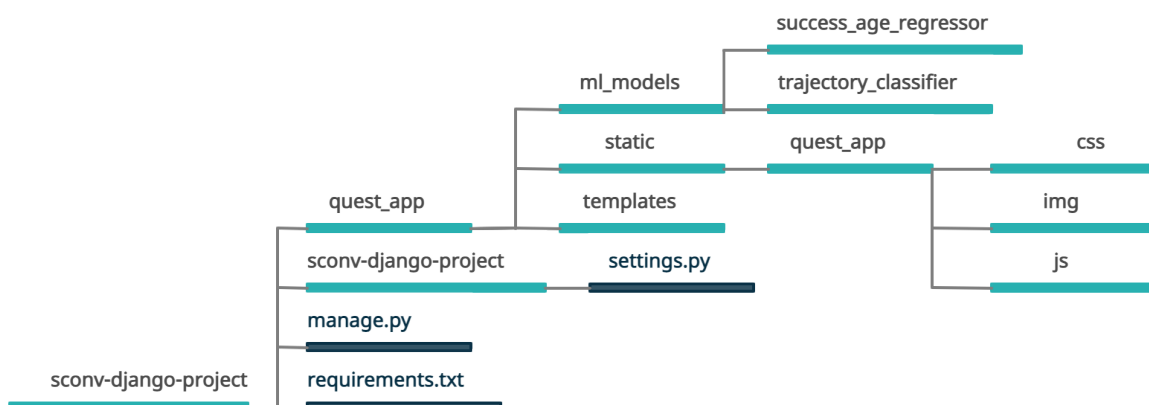 success_age_regressor
ml_models
trajectory_classifier
static
quest_app
css
quest_app
templates
img
sconv-django-project
settings.py
js
manage.py
sconv-django-project
requirements.txt